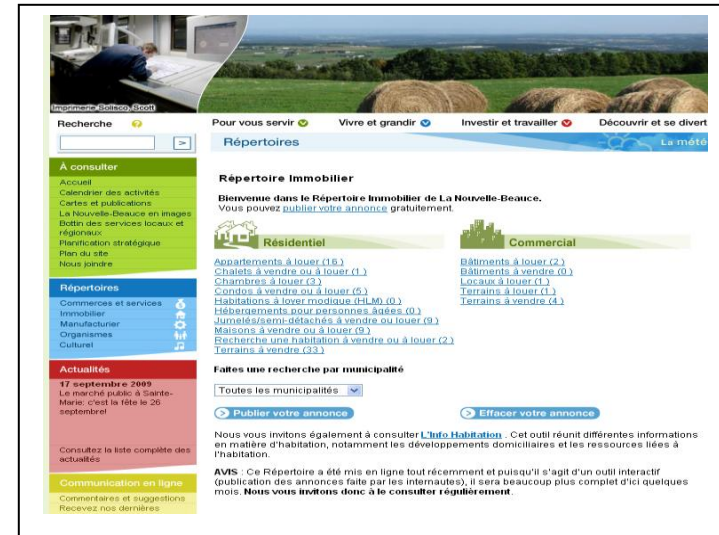 Imprimerie Solisco, Scott
Recherche
Pour vous servir
Vivre et grandir
Investir et travailler
Découvrir et se divert
>
Répertoires
La mété
À consulter
Accueil
Calendrier des activités
Cartes et publications
La Nouvelle-Beauce en images
Bottin des services locaux et
régionaux
Planification stratégique
Plan du site
Nous joindre
Répertoires
Commerces et services
Immobilier
Manufacturier
Organismes
Culturel
Actualités
17 septembre 2009
Le marché public à Sainte-
Marie: c'est la fête le 26
septembre!
Consultez la liste complète des
actualités
Communication en ligne
Commentaires et suggestions
Recevez nos dernières
Répertoire Immobilier
Bienvenue dans le Répertoire Immobilier de La Nouvelle-Beauce.
Vous pouvez publier votre annonce gratuitement.
Résidentiel
Appartements à louer (16 )
Chalets à vendre ou à louer (1 )
Chambres à louer (3 )
Condos à vendre ou à louer (5 )
Habitations à loyer modique (HLM) (0 )
Hébergements pour personnes âgées (0 )
Jumelés/semi-détachés à vendre ou louer (9 )
Maisons à vendre ou à louer (9 )
Recherche une habitation à vendre ou à louer (2 )
Terrains à vendre (33 )
Commercial
Bâtiments à louer (2 )
Bâtiments à vendre (0 )
Locaux à louer (1 )
Terrains à louer (1 )
Terrains à vendre (4 )
Faites une recherche par municipalité
Toutes les municipalités
> Publier votre annonce
> Effacer votre annonce
Nous vous invitons également à consulter L'Info Habitation . Cet outil réunit différentes informations
en matière d'habitation, notamment les développements domiciliaires et les ressources liées à
l'habitation.
AVIS : Ce Répertoire a été mis en ligne tout récemment et puisqu'il s'agit d'un outil interactif
(publication des annonces faite par les internautes), il sera beaucoup plus complet d'ici quelques
mois. Nous vous invitons donc à le consulter régulièrement.